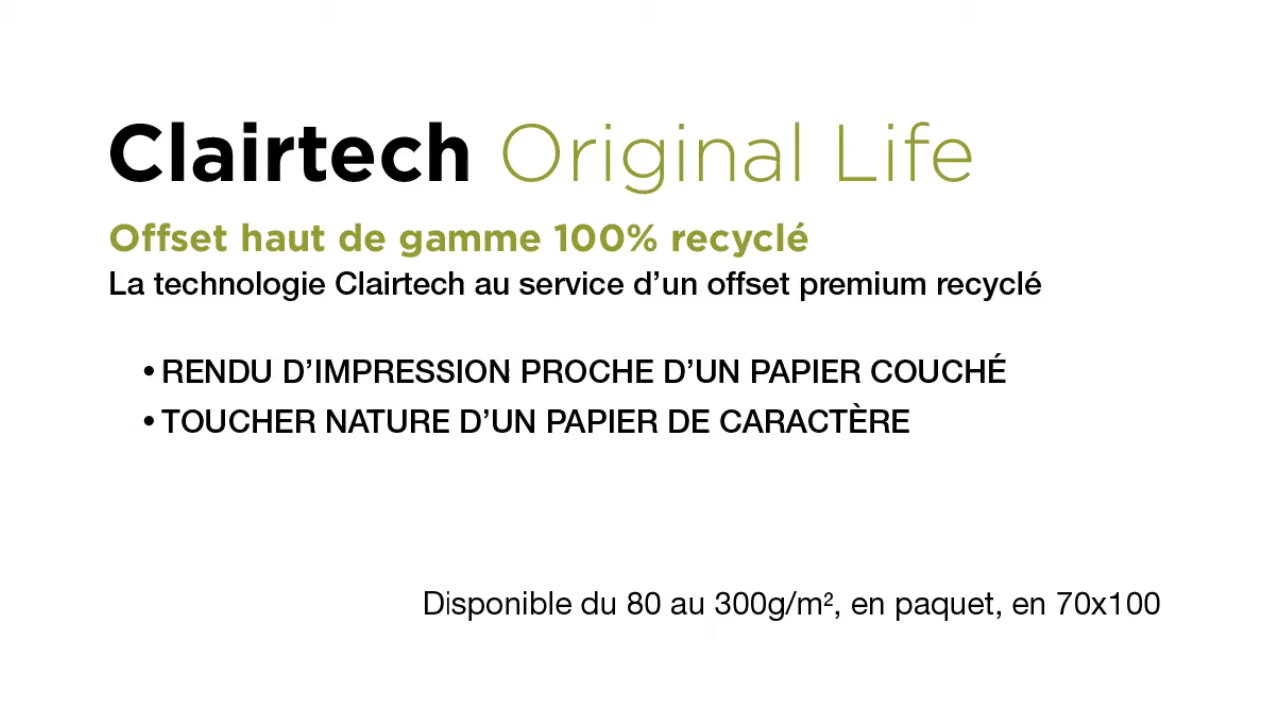 Clairtech Original Life
Offset haut de gamme 100% recyclé
La technologie Clairtech au service d’un offset premium recyclé
• RENDU D’IMPRESSION PROCHE D’UN PAPIER COUCHÉ
• TOUCHER NATURE D’UN PAPIER DE CARACTÈRE
Disponible du 80 au 300g/m², en paquet, en 70x100